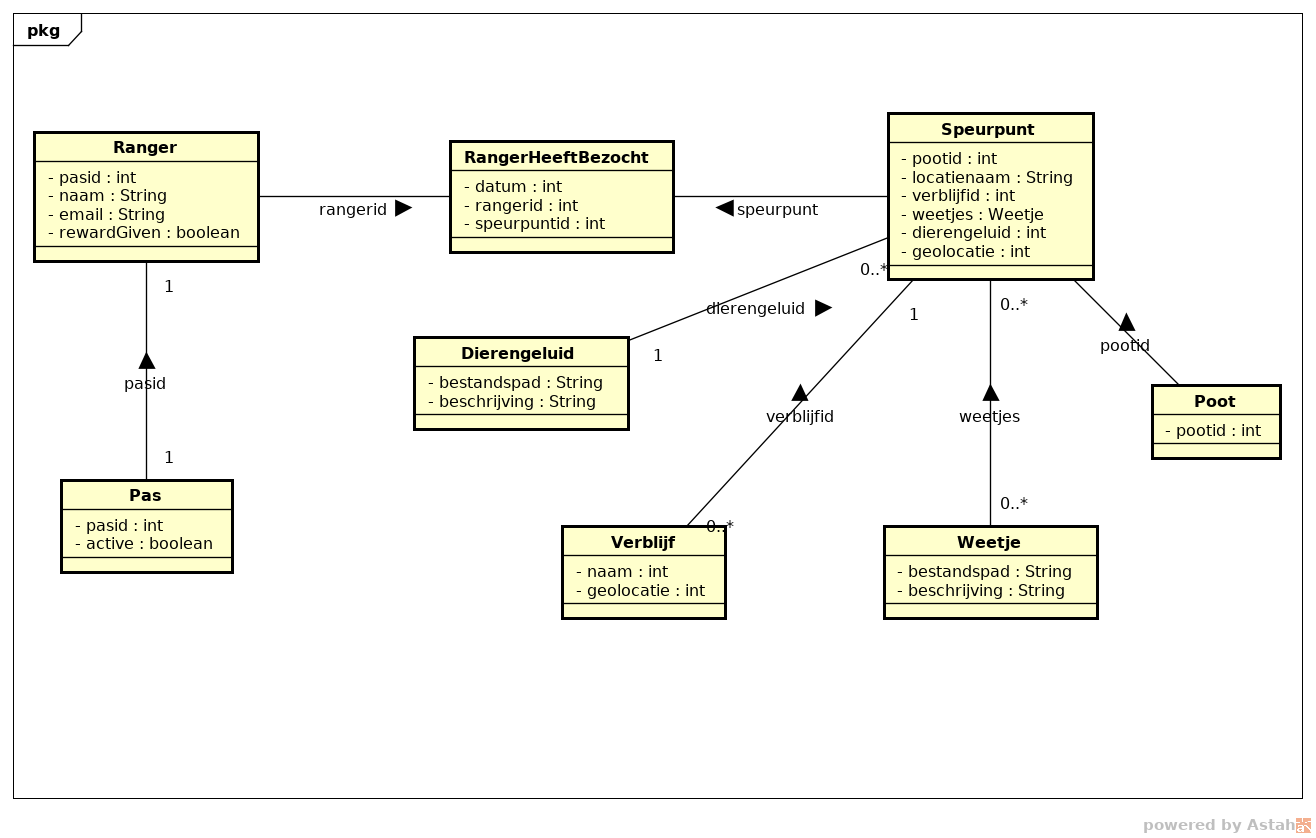 pkg
Ranger
- pasid : int
- naam : String
- email : String
- rewardGiven : boolean
rangerid
RangerHeeftBezocht
- datum : int
- rangerid : int
- speurpuntid : int
speurpunt
Speurpunt
- pootid : int
- locatienaam : String
- verblijfid : int
- weetjes : Weetje
- dierengeluid : int
- geolocatie : int
0..*
dierengeluid
1
Dierengeluid
- bestandspad : String
- beschrijving : String
1
verblijfid
0..*
0..*
weetjes
0..*
pootid
Poot
- pootid : int
1
pasid
1
Pas
- pasid : int
- active : boolean
Verblijf
- naam : int
- geolocatie : int
Weetje
- bestandspad : String
- beschrijving : String
powered by Astah